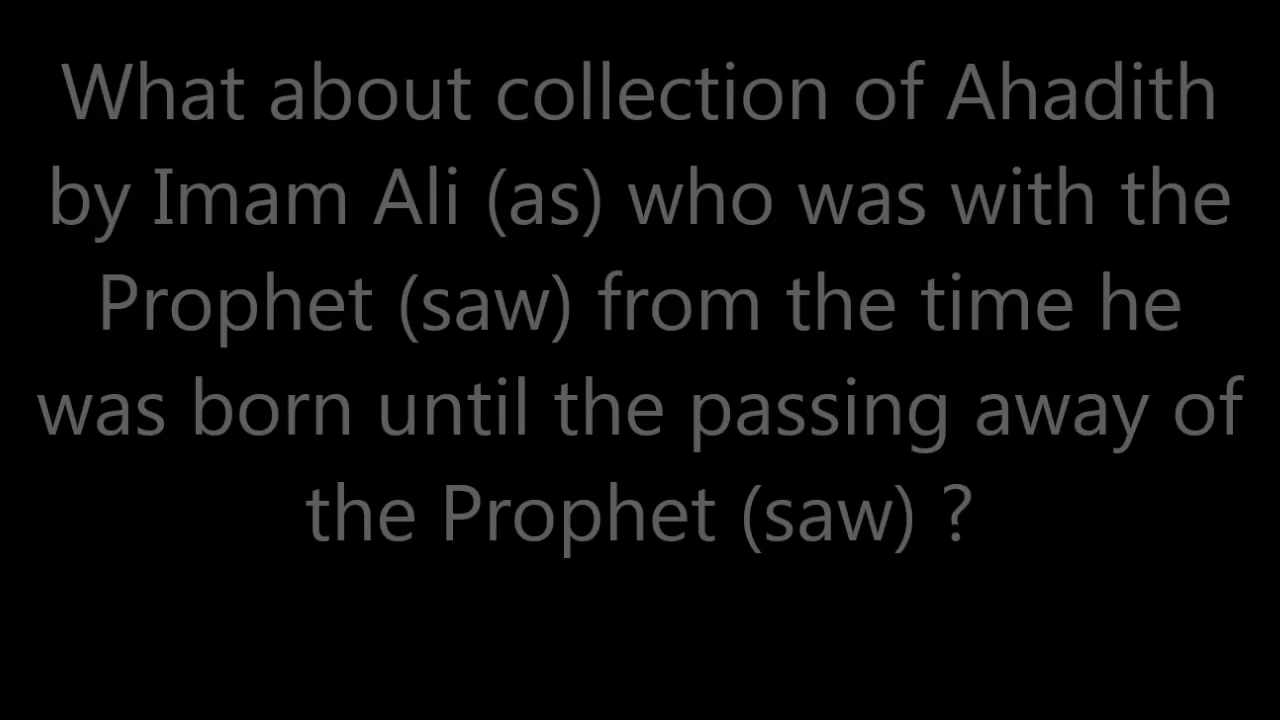 What about collection of Ahadith
by Imam Ali (as) who was with the
Prophet (saw) from the time he
was born until the passing away of
the Prophet (saw) ?